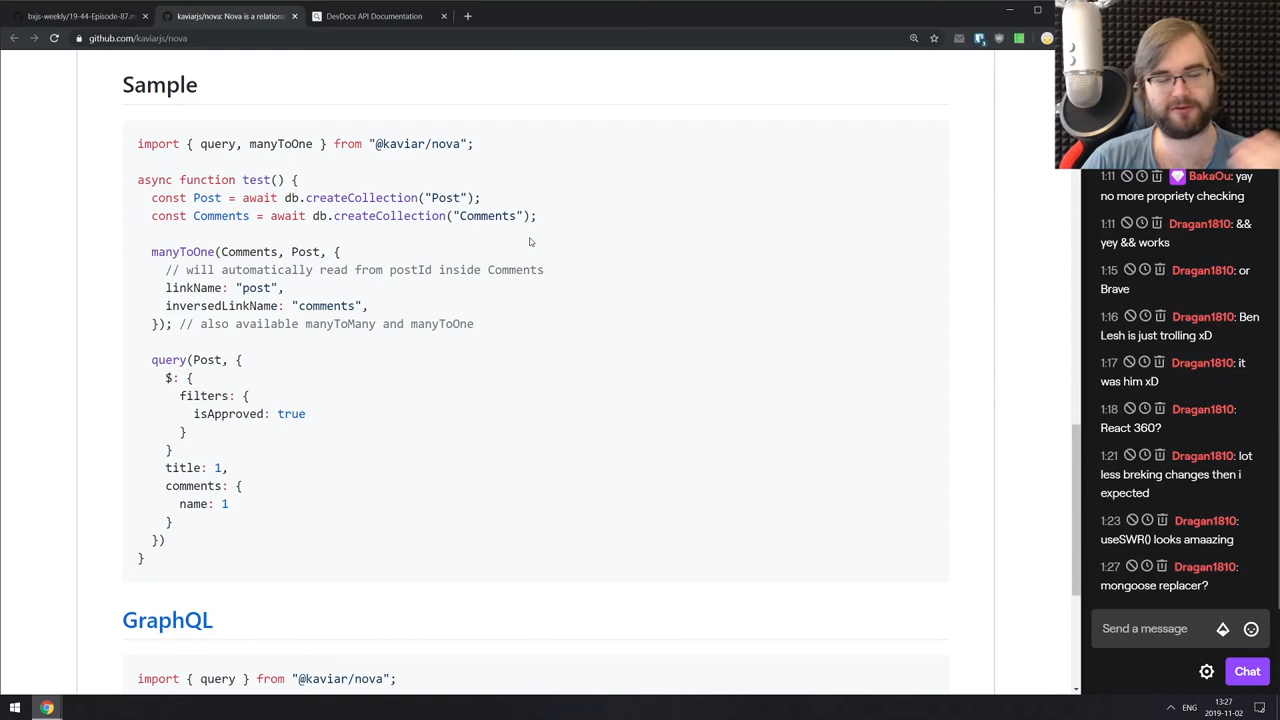 bxjs-weekly/19-44-Episode-87.m
kaviarjs/nova: Nova is a relationa
DevDocs API Documentation
github.com/kaviarjs/nova
Sample
import { query, manyToOne } from "@kaviar/nova";
async function test() {
const Post = await db.createCollection("Post");
const Comments = await db.createCollection("Comments");
manyToOne(Comments, Post, {
// will automatically read from postId inside Comments
linkName: "post",
inversedLinkName: "comments",
}); // also available manyToMany and manyToOne
query(Post, {
$: {
filters: {
isApproved: true
}
}
title: 1,
comments: {
name: 1
}
})
}
GraphQL
import { query } from "@kaviar/nova";
1:11 BakaOu: yay
no more propriety checking
1:11 Dragan1810: &&
yey && works
1:15 Dragan1810: or
Brave
1:16 Dragan1810: Ben
Lesh is just trolling xD
1:17 Dragan1810: it
was him xD
1:18 Dragan1810:
React 360?
1:21 Dragan1810: lot
less breking changes then i
expected
1:23 Dragan1810:
useSWR() looks amaazing
1:27 Dragan1810:
mongoose replacer?
Send a message
Chat
ENG
13:27
2019-11-02